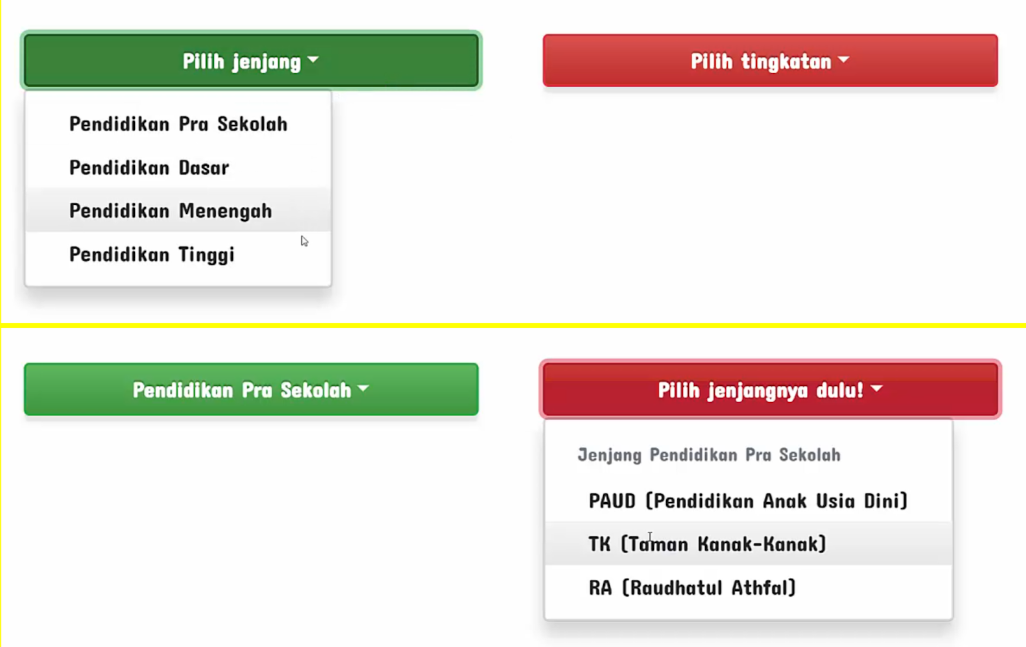 Pilih jenjang
Pilih tingkatan
Pendidikan Pra Sekolah
Pendidikan Dasar
Pendidikan Menengah
Pendidikan Tinggi
Pendidikan Pra Sekolah
Pilih jenjangnya dulu!
Jenjang Pendidikan Pra Sekolah
PAUD (Pendidikan Anak Usia Dini)
TK (Taman Kanak-Kanak)
RA (Raudhatul Athfal)